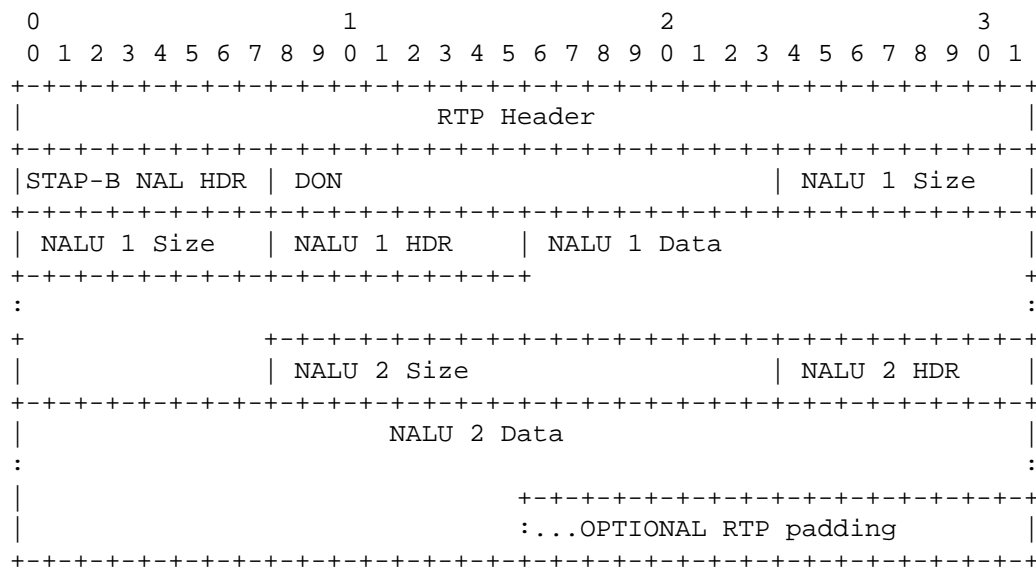 0                   1                   2                   3
 0 1 2 3 4 5 6 7 8 9 0 1 2 3 4 5 6 7 8 9 0 1 2 3 4 5 6 7 8 9 0 1
+-+-+-+-+-+-+-+-+-+-+-+-+-+-+-+-+-+-+-+-+-+-+-+-+-+-+-+-+-+-+-+-+
|                          RTP Header                           |
+-+-+-+-+-+-+-+-+-+-+-+-+-+-+-+-+-+-+-+-+-+-+-+-+-+-+-+-+-+-+-+-+
|STAP-B NAL HDR | DON                           | NALU 1 Size   |
+-+-+-+-+-+-+-+-+-+-+-+-+-+-+-+-+-+-+-+-+-+-+-+-+-+-+-+-+-+-+-+-+
| NALU 1 Size   | NALU 1 HDR    | NALU 1 Data                   |
+-+-+-+-+-+-+-+-+-+-+-+-+-+-+-+-+                               +
:                                                               :
+               +-+-+-+-+-+-+-+-+-+-+-+-+-+-+-+-+-+-+-+-+-+-+-+-+
|               | NALU 2 Size                   | NALU 2 HDR    |
+-+-+-+-+-+-+-+-+-+-+-+-+-+-+-+-+-+-+-+-+-+-+-+-+-+-+-+-+-+-+-+-+
|                       NALU 2 Data                             |
:                                                               :
|                               +-+-+-+-+-+-+-+-+-+-+-+-+-+-+-+-+
|                               :...OPTIONAL RTP padding        |
+-+-+-+-+-+-+-+-+-+-+-+-+-+-+-+-+-+-+-+-+-+-+-+-+-+-+-+-+-+-+-+-+